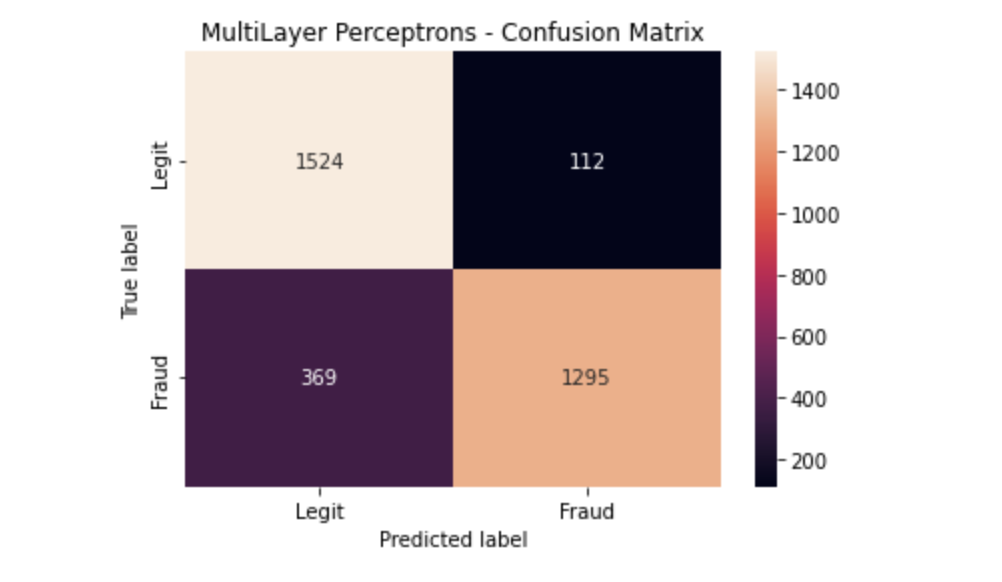 MultiLayer Perceptrons - Confusion Matrix
True label
Legit
Fraud
1524
112
369
1295
Legit
Fraud
Predicted label
1400
1200
1000
800
600
400
200